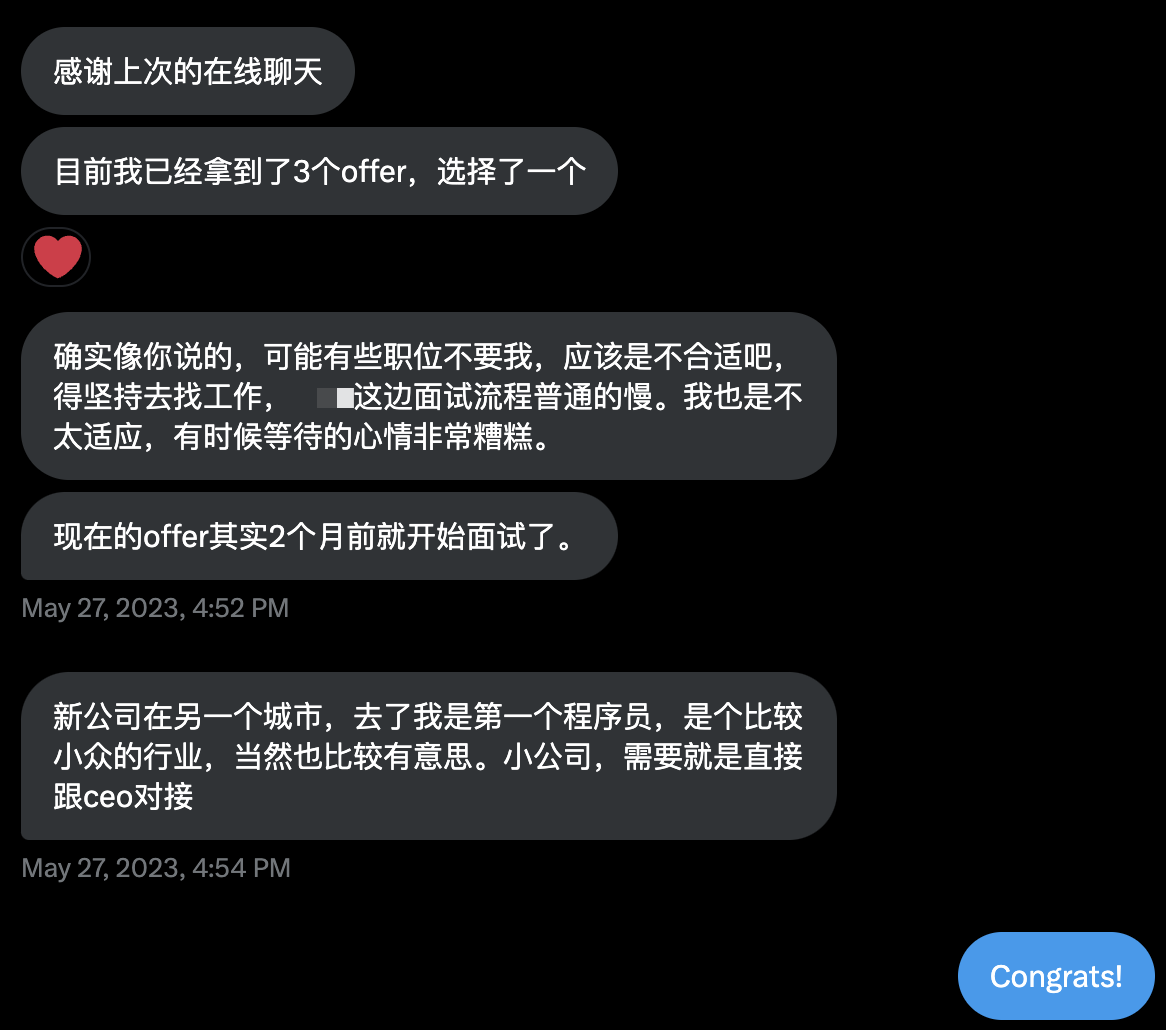 感谢上次的在线聊天
目前我已经拿到了3个offer，选择了一个
确实像你说的，可能有些职位不要我，应该是不合适吧，
得坚持去找工作， 这边面试流程普通的慢。我也是不
太适应，有时候等待的心情非常糟糕。
现在的offer其实2个月前就开始面试了。
May 27, 2023, 4:52 PM
新公司在另一个城市，去了我是第一个程序员，是个比较
小众的行业，当然也比较有意思。小公司，需要就是直接
跟ceo对接
May 27, 2023, 4:54 PM
Congrats!